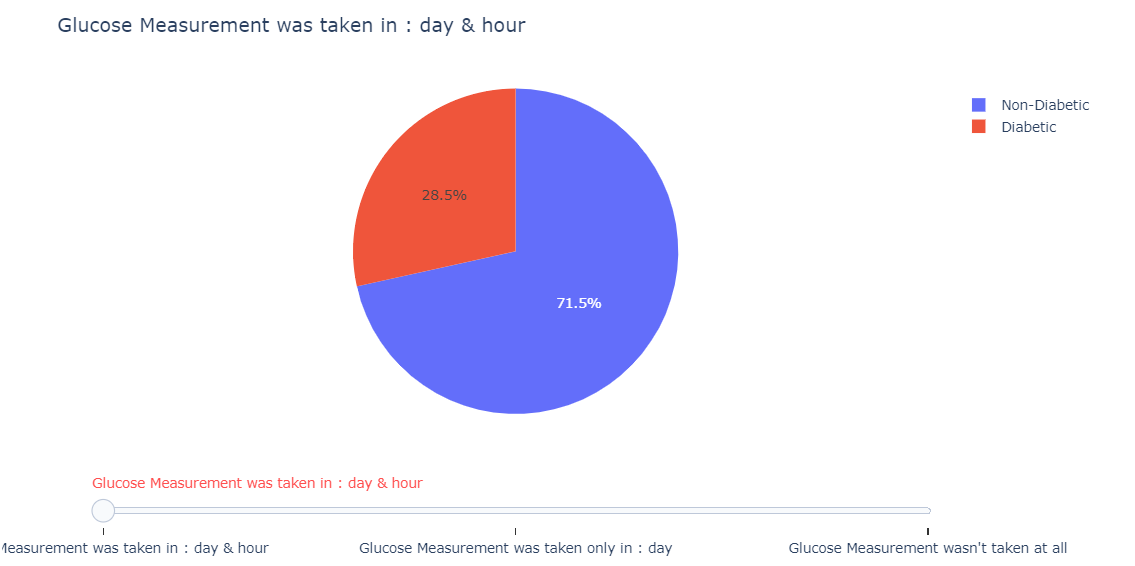 Glucose Measurement was taken in : day & hour
Non-Diabetic
Diabetic
28.5%
71.5%
Glucose Measurement was taken in : day & hour
Measurement was taken in : day & hour
Glucose Measurement was taken only in : day
Glucose Measurement wasn't taken at all